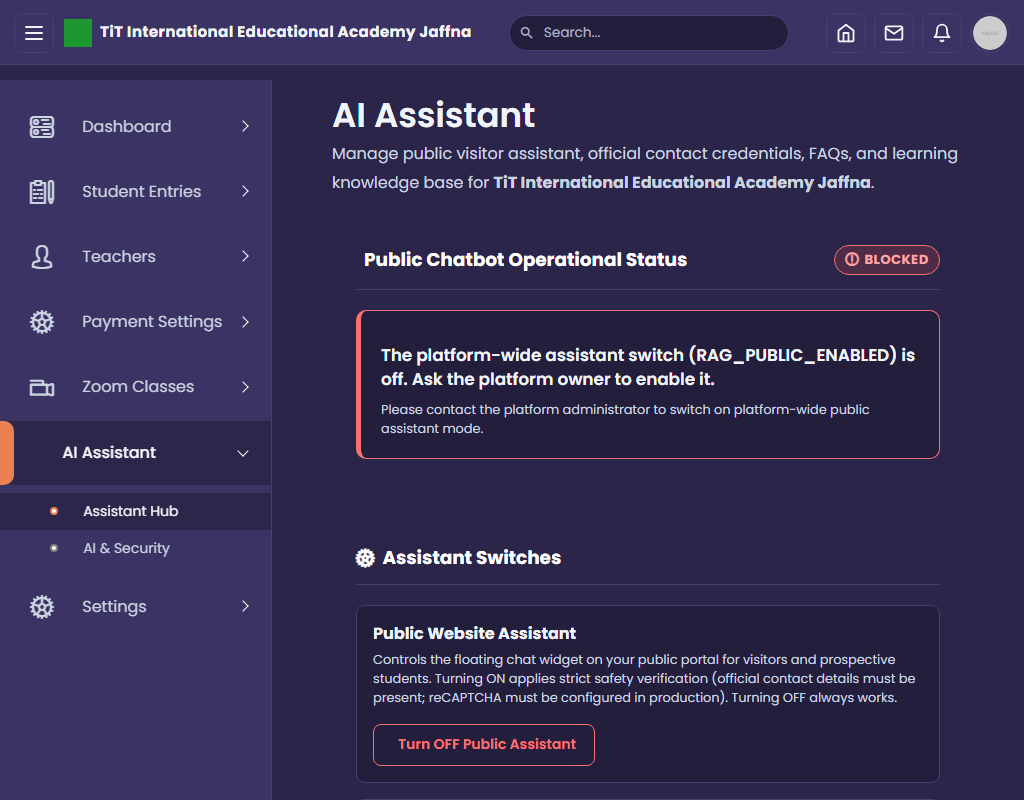 TiT International Educational Academy Jaffna
Search...
Dashboard
Student Entries
Teachers
Payment Settings
Zoom Classes
AI Assistant
Assistant Hub
AI & Security
Settings
AI Assistant
Manage public visitor assistant, official contact credentials, FAQs, and learning
knowledge base for TiT International Educational Academy Jaffna.
Public Chatbot Operational Status
BLOCKED
The platform-wide assistant switch (RAG_PUBLIC_ENABLED) is
off. Ask the platform owner to enable it.
Please contact the platform administrator to switch on platform-wide public
assistant mode.
Assistant Switches
Public Website Assistant
Controls the floating chat widget on your public portal for visitors and prospective
students. Turning ON applies strict safety verification (official contact details must be
present; reCAPTCHA must be configured in production). Turning OFF always works.
Turn OFF Public Assistant